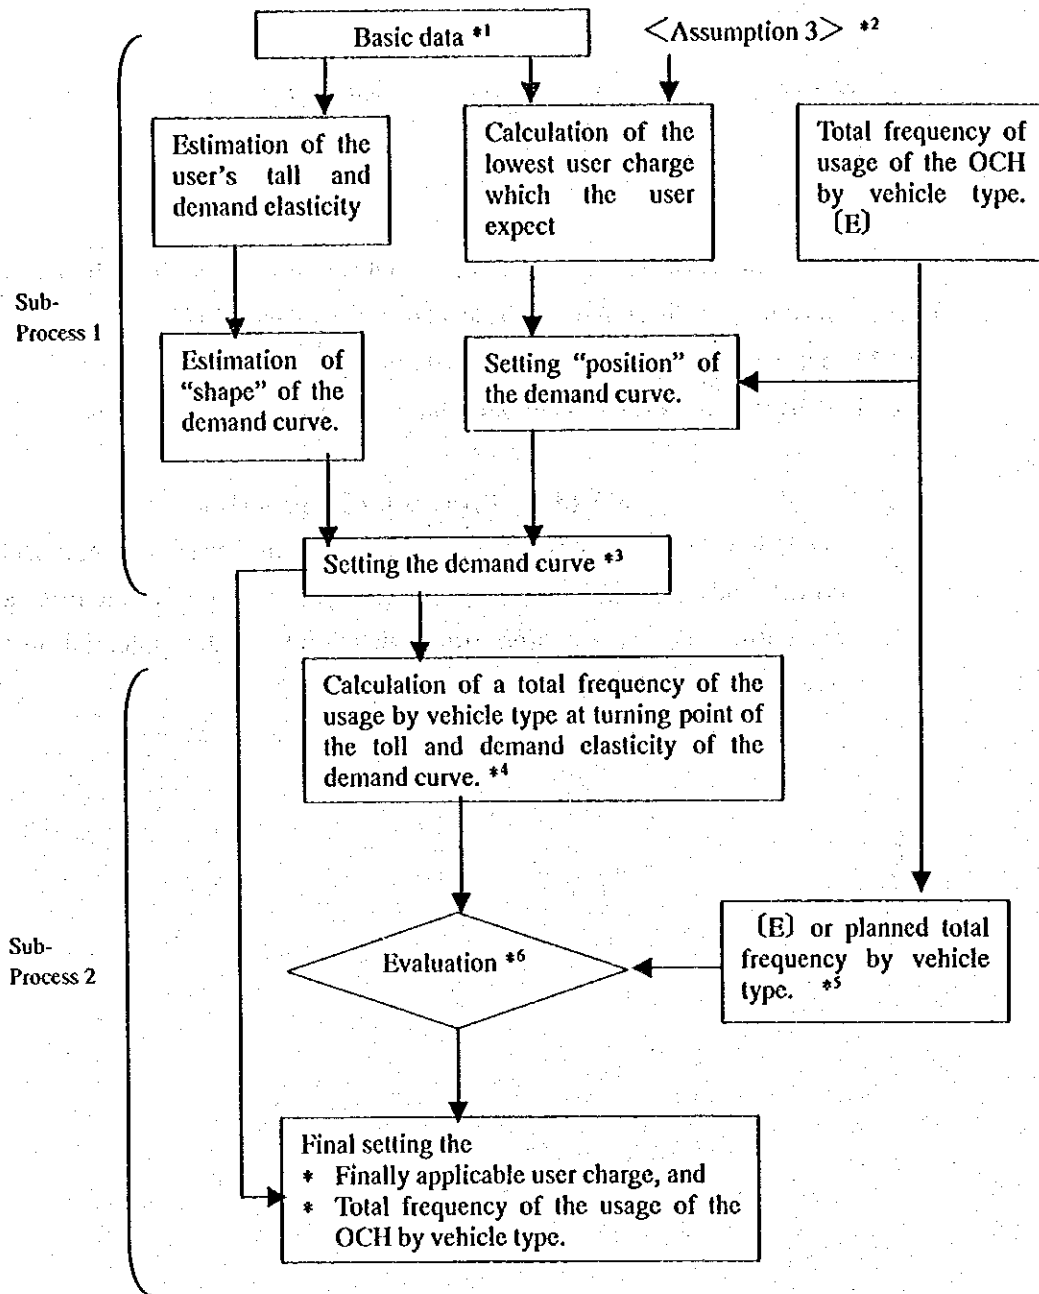 Basic data *1
<Assumption 3> *2
Estimation of the
user's tall and
demand elasticity
Calculation of the
lowest user charge
which the user
expect
Total frequency of
usage of the OCH
by vehicle type.
(E)
Sub-
Process 1
Estimation of
"shape" of the
demand curve.
Setting "position" of
the demand curve.
Setting the demand curve *3
Calculation of a total frequency of the
usage by vehicle type at turning point of
the toll and demand elasticity of the
demand curve. *4
Sub-
Process 2
Evaluation *6
(E) or planned total
frequency by vehicle
type. *5
Final setting the
* Finally applicable user charge, and
* Total frequency of the usage of the
OCH by vehicle type.